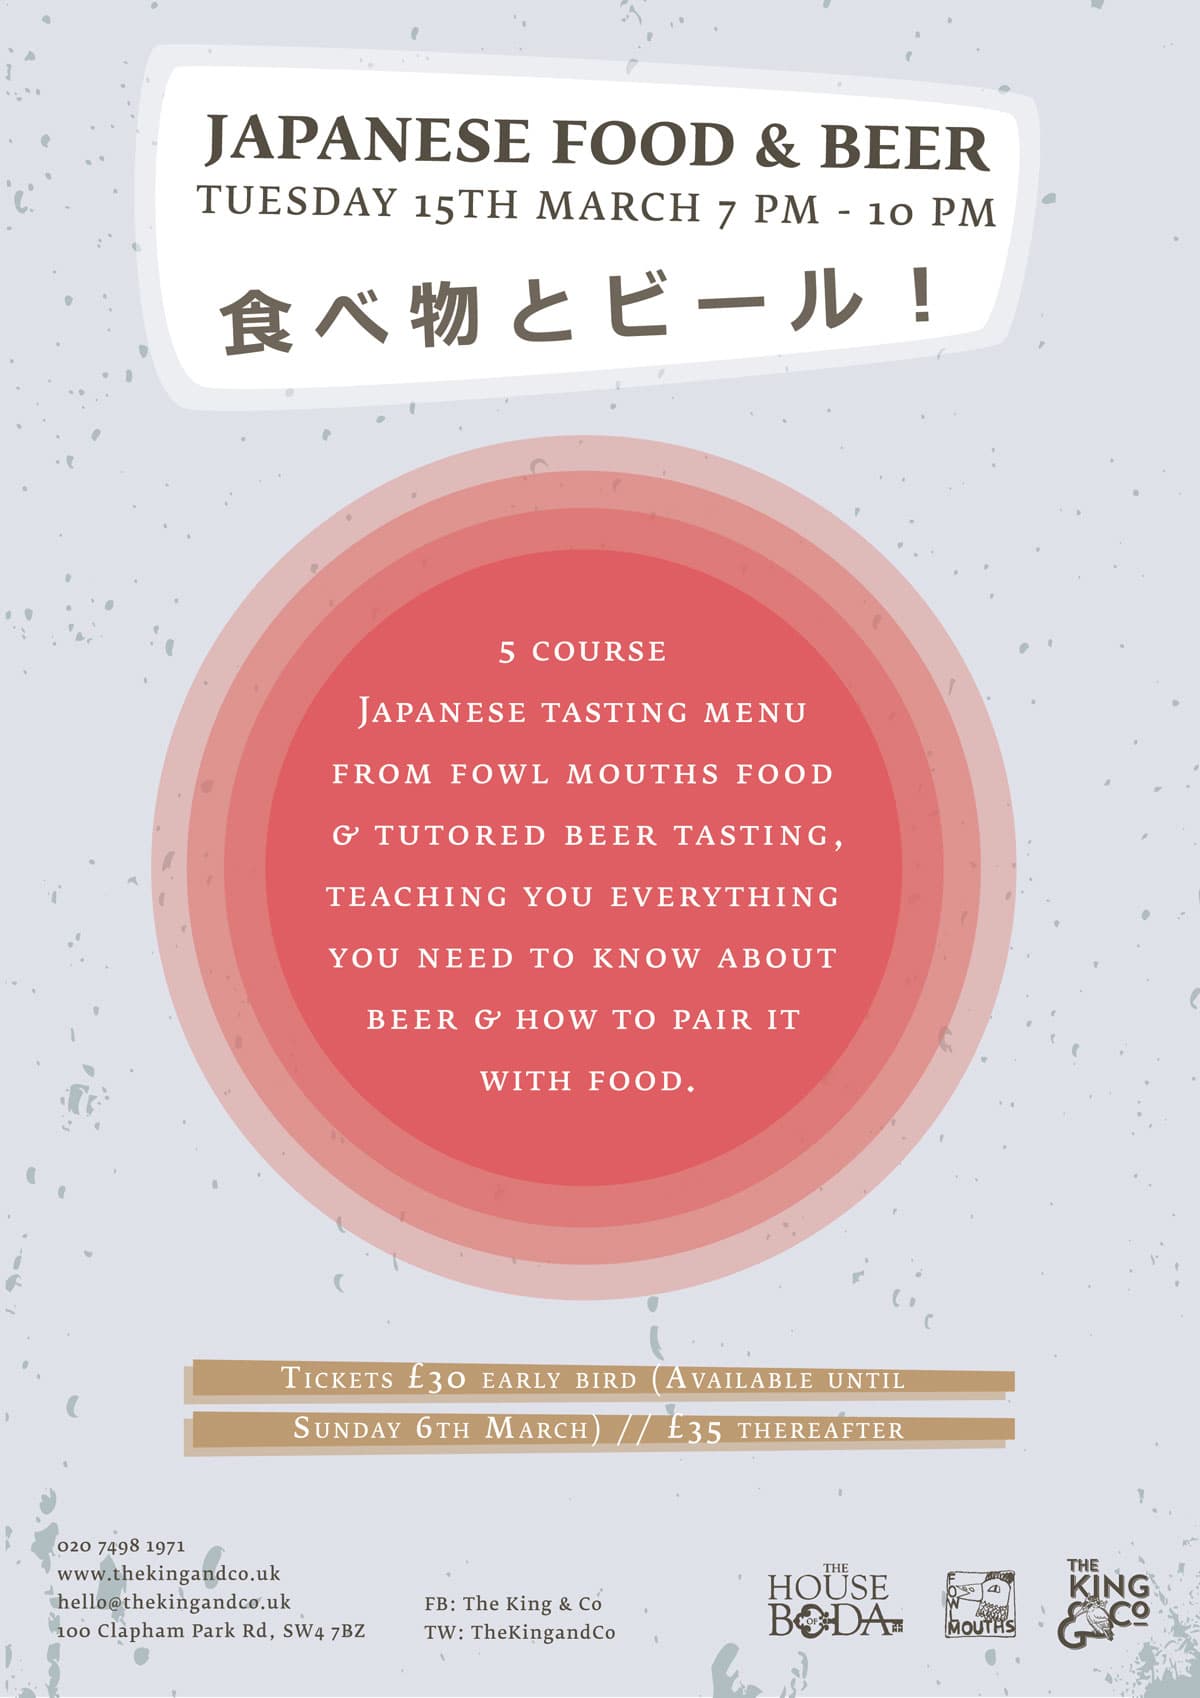 JAPANESE FOOD & BEER
TUESDAY 15TH MARCH 7 PM - 10 PM
食べ物とビール！
5 COURSE
JAPANESE TASTING MENU
FROM FOWL MOUTHS FOOD
& TUTORED BEER TASTING,
TEACHING YOU EVERYTHING
YOU NEED TO KNOW ABOUT
BEER & HOW TO PAIR IT
WITH FOOD.
TICKETS £30 EARLY BIRD (AVAILABLE UNTIL
SUNDAY 6TH MARCH) // £35 THEREAFTER
020 7498 1971
www.thekingandco.uk
hello@thekingandco.uk
100 Clapham Park Rd, SW4 7BZ
FB: The King & Co
TW: TheKingandCo
THE
HOUSE
OF
BODA
FOWL
MOUTHS
THE
KING
& CO